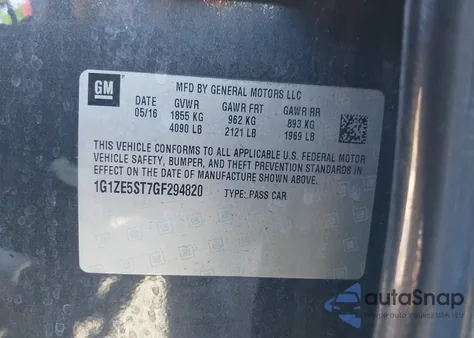 GM
MFD BY GENERAL MOTORS LLC
DATE GVWR GAWR FRT GAWR RR
05/16 1855 KG 962 KG 893 KG
4090 LB 2121 LB 1969 LB
THIS VEHICLE CONFORMS TO ALL APPLICABLE U.S. FEDERAL MOTOR
VEHICLE SAFETY, BUMPER, AND THEFT PREVENTION STANDARDS
IN EFFECT ON THE DATE OF MANUFACTURE SHOWN ABOVE.
1G1ZE5ST7GF294820 TYPE: PASS CAR
autoSnap